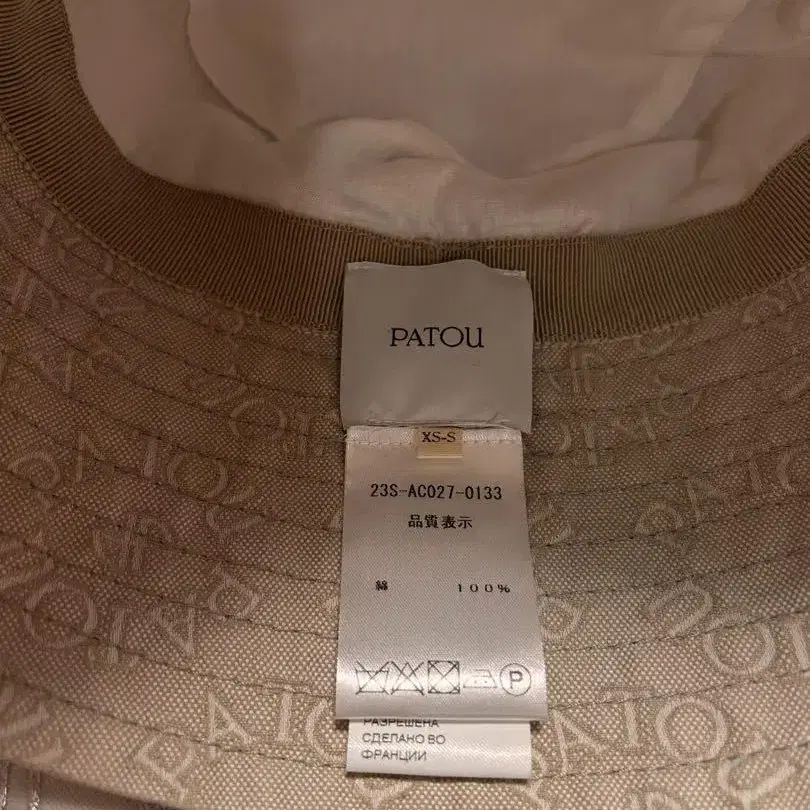 PATOU
XS-S
23S-AC027-0133
品質表示
綿 100%
P
РАЗРЕШЕНА
СДЕЛАНО ВО
ФРАНЦИИ